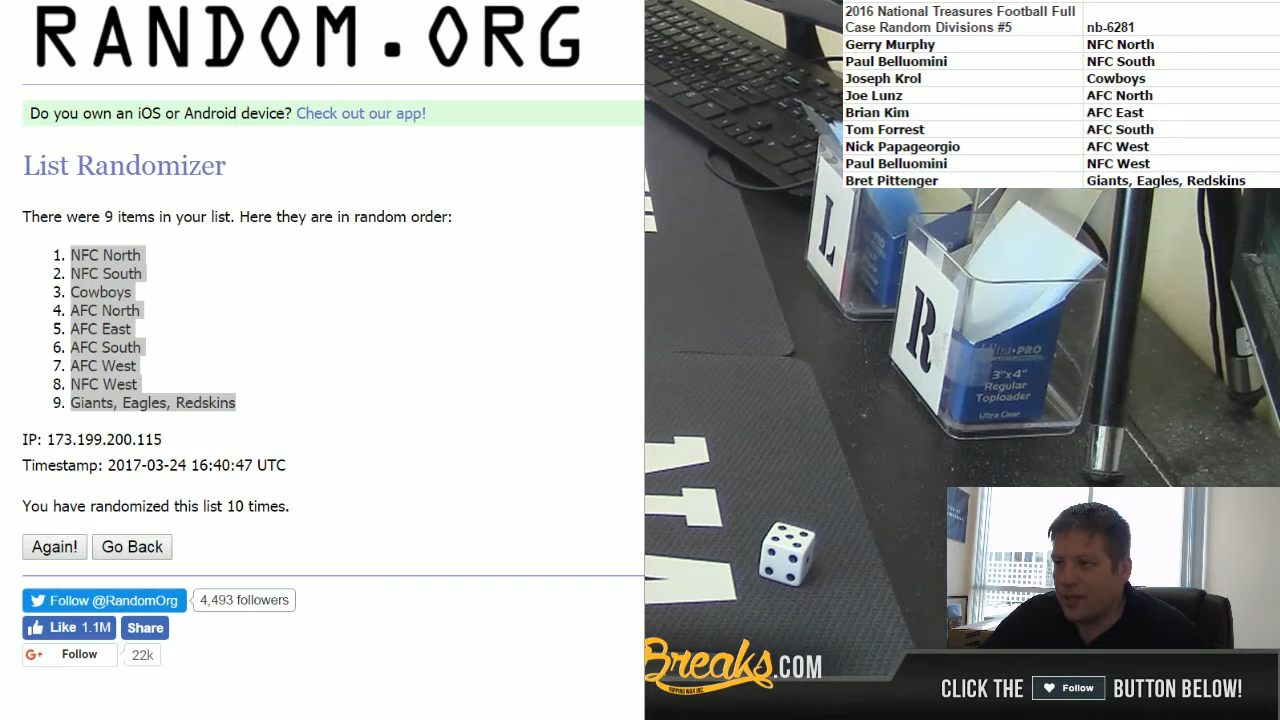 RANDOM.ORG
Do you own an iOS or Android device? Check out our app!
List Randomizer
There were 9 items in your list. Here they are in random order:
1. NFC North
2. NFC South
3. Cowboys
4. AFC North
5. AFC East
6. AFC South
7. AFC West
8. NFC West
9. Giants, Eagles, Redskins
IP: 173.199.200.115
Timestamp: 2017-03-24 16:40:47 UTC
You have randomized this list 10 times.
Again! Go Back
Follow @RandomOrg 4,493 followers
Like 1.1M Share
G+ Follow 22k
2016 National Treasures Football Full
Case Random Divisions #5 nb-6281
Gerry Murphy NFC North
Paul Belluomini NFC South
Joseph Krol Cowboys
Joe Lunz AFC North
Brian Kim AFC East
Tom Forrest AFC South
Nick Papageorgio AFC West
Paul Belluomini NFC West
Bret Pittenger Giants, Eagles, Redskins
L
R
Ultra•PRO
3"x4"
Regular
Toploader
Ultra Clear
Breaks.COM
RIPPING WAX INC
CLICK THE Follow BUTTON BELOW!